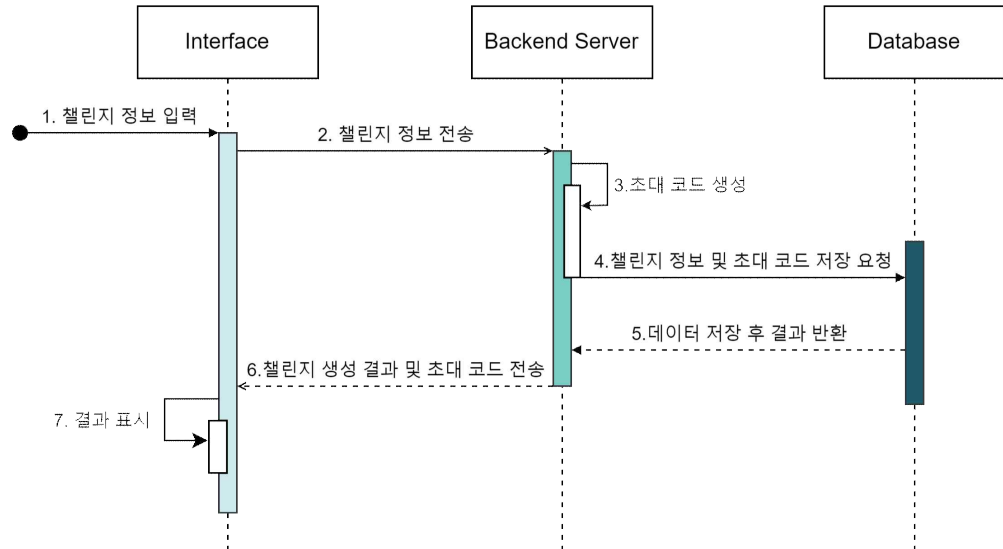 Interface
Backend Server
Database
1. 챌린지 정보 입력
2. 챌린지 정보 전송
3.초대 코드 생성
4.챌린지 정보 및 초대 코드 저장 요청
5.데이터 저장 후 결과 반환
6.챌린지 생성 결과 및 초대 코드 전송
7. 결과 표시